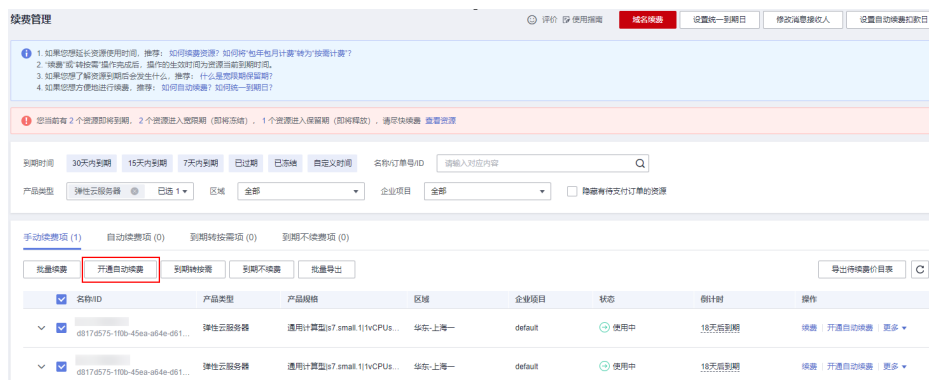 续费管理 评价 使用指南 域名续费 设置统一到期日 修改消息接收人 设置自动续费扣款日
1. 如果您想延长资源使用时间，推荐： 如何续费资源? 如何将“包年包月计费”转为“按需计费”?
2. “续费”或“转按需”操作完成后，操作的生效时间为资源当前到期时间。
3. 如果您想了解资源到期后会发生什么，推荐： 什么是宽限期保留期?
4. 如果您想方便地进行续费，推荐： 如何自动续费? 如何统一到期日?
您当前有 2 个资源即将到期， 2 个资源进入宽限期（即将冻结）， 1 个资源进入保留期（即将释放），请尽快续费 查看资源
到期时间 30天内到期 15天内到期 7天内到期 已过期 已冻结 自定义时间 名称/订单号/ID 请输入对应内容
产品类型 弹性云服务器 已选 1 区域 全部 企业项目 全部 隐藏有待支付订单的资源
手动续费项 (1) 自动续费项 (0) 到期转按需项 (0) 到期不续费项 (0)
批量续费 开通自动续费 到期转按需 到期不续费 批量导出 导出待续费价目表
名称/ID 产品类型 产品规格 区域 企业项目 状态 倒计时 操作
弹性云服务器 通用计算型|s7.small.1|1vCPUs... 华东-上海一 default 使用中 18天后到期 续费 开通自动续费 更多
d817d575-1f0b-45ea-a64e-d61...
弹性云服务器 通用计算型|s7.small.1|1vCPUs... 华东-上海一 default 使用中 18天后到期 续费 开通自动续费 更多
d817d575-1f0b-45ea-a64e-d61...